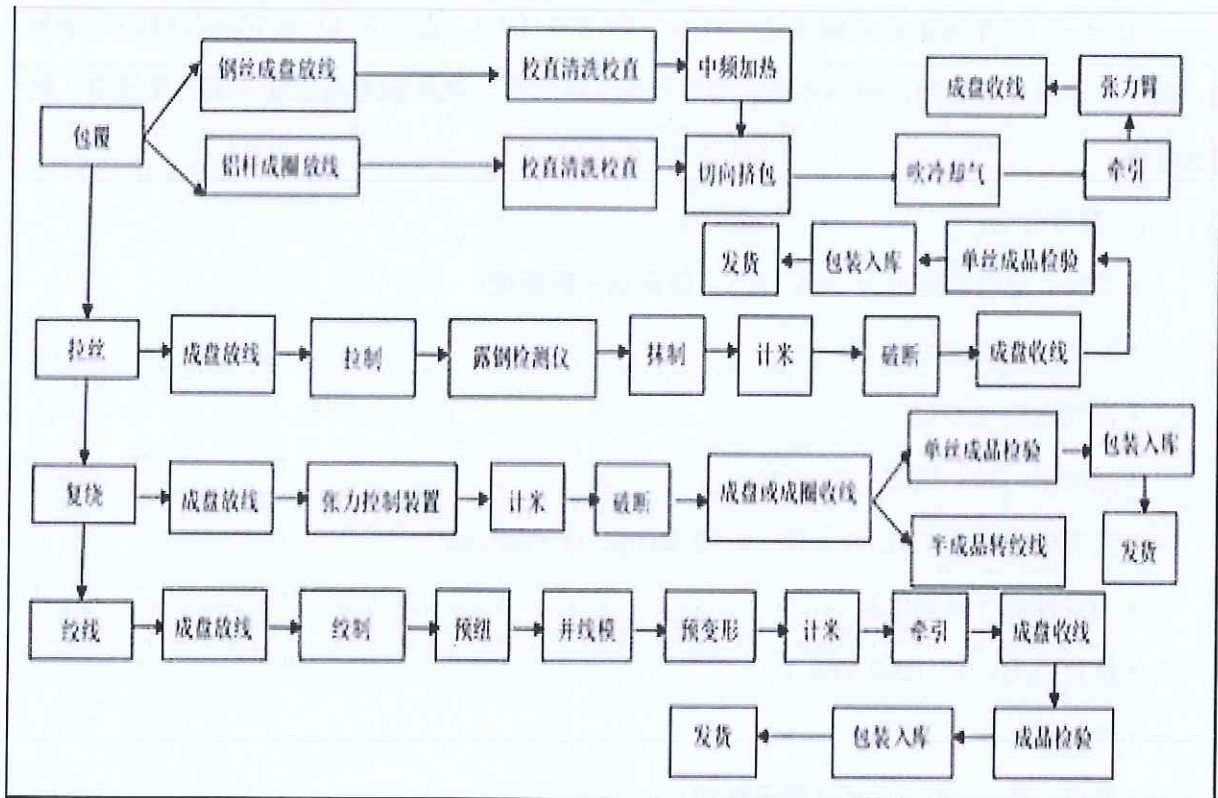 钢丝成盘放线
校直清洗校直
中频加热
成盘收线
张力臂
包覆
铝杆成圈放线
校直清洗校直
切向挤包
吹冷却气
牵引
发货
包装入库
单丝成品检验
拉丝
成盘放线
拉制
露钢检测仪
抹制
计米
破断
成盘收线
单丝成品检验
包装入库
复绕
成盘放线
张力控制装置
计米
破断
成盘或成圈收线
半成品转绞线
发货
绞线
成盘放线
绞制
预纽
并线模
预变形
计米
牵引
成盘收线
发货
包装入库
成品检验